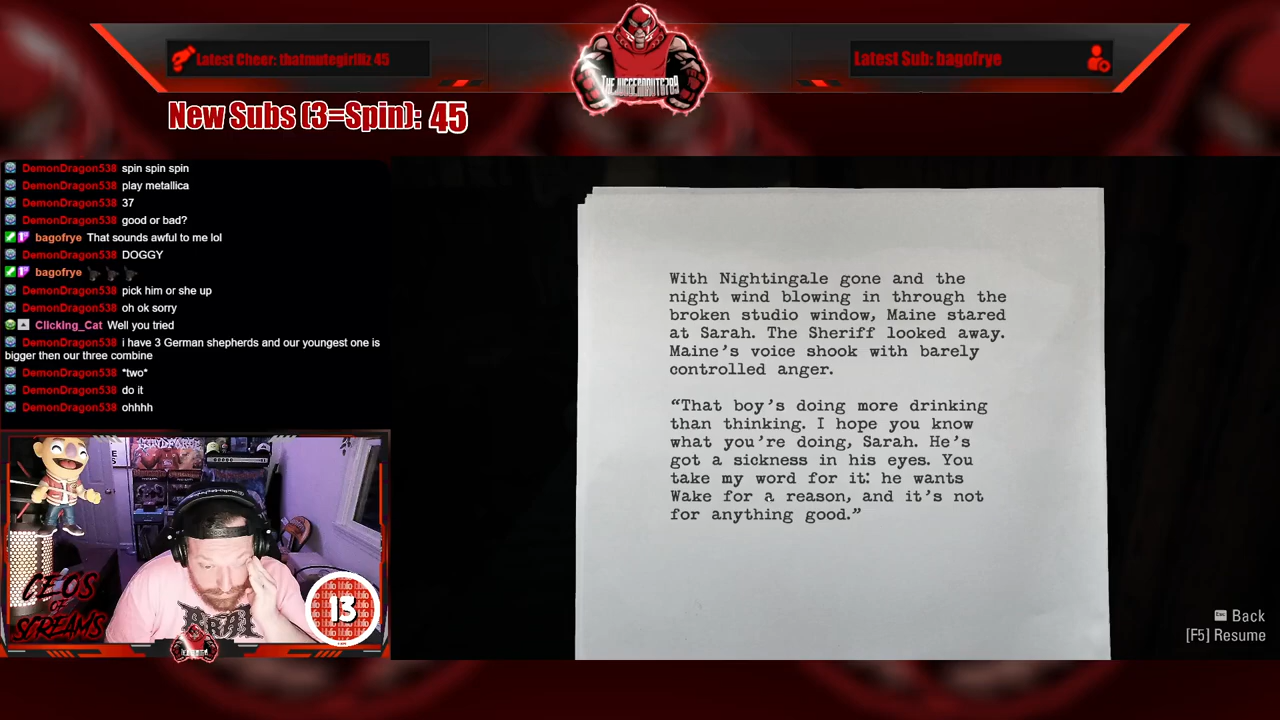 Latest Cheer: thatmutegirlllz 45
THEJUGGERNAUT6789
Latest Sub: bagofrye
New Subs (3=Spin): 45
DemonDragon538 spin spin spin
DemonDragon538 play metallica
DemonDragon538 37
DemonDragon538 good or bad?
bagofrye That sounds awful to me lol
DemonDragon538 DOGGY
bagofrye
DemonDragon538 pick him or she up
DemonDragon538 oh ok sorry
Clicking_Cat Well you tried
DemonDragon538 i have 3 German shepherds and our youngest one is
bigger then our three combine
DemonDragon538 *two*
DemonDragon538 do it
DemonDragon538 ohhhh
With Nightingale gone and the
night wind blowing in through the
broken studio window, Maine stared
at Sarah. The Sheriff looked away.
Maine's voice shook with barely
controlled anger.
“That boy's doing more drinking
than thinking. I hope you know
what you're doing, Sarah. He's
got a sickness in his eyes. You
take my word for it: he wants
Wake for a reason, and it's not
for anything good.”
CEOS
OF
SCREAMS
13
Esc Back
[F5] Resume